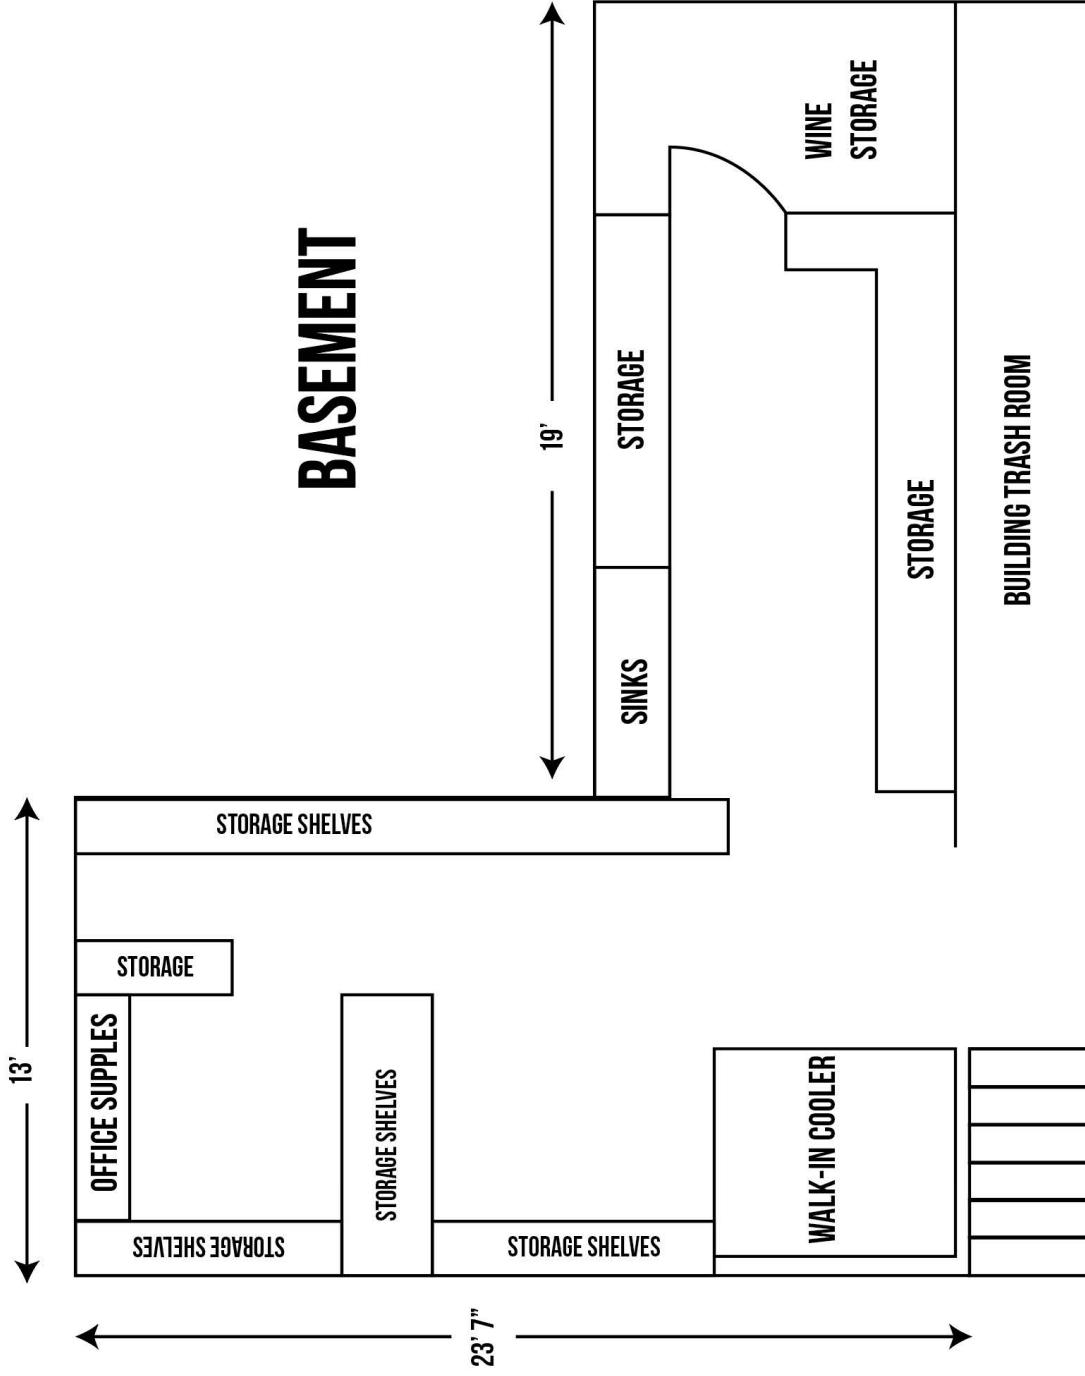 BASEMENT
19'
WINE
STORAGE
STORAGE
STORAGE
BUILDING TRASH ROOM
SINKS
13'
STORAGE SHELVES
STORAGE
OFFICE SUPPLES
STORAGE SHELVES
STORAGE SHELVES
STORAGE SHELVES
WALK-IN COOLER
23' 7"